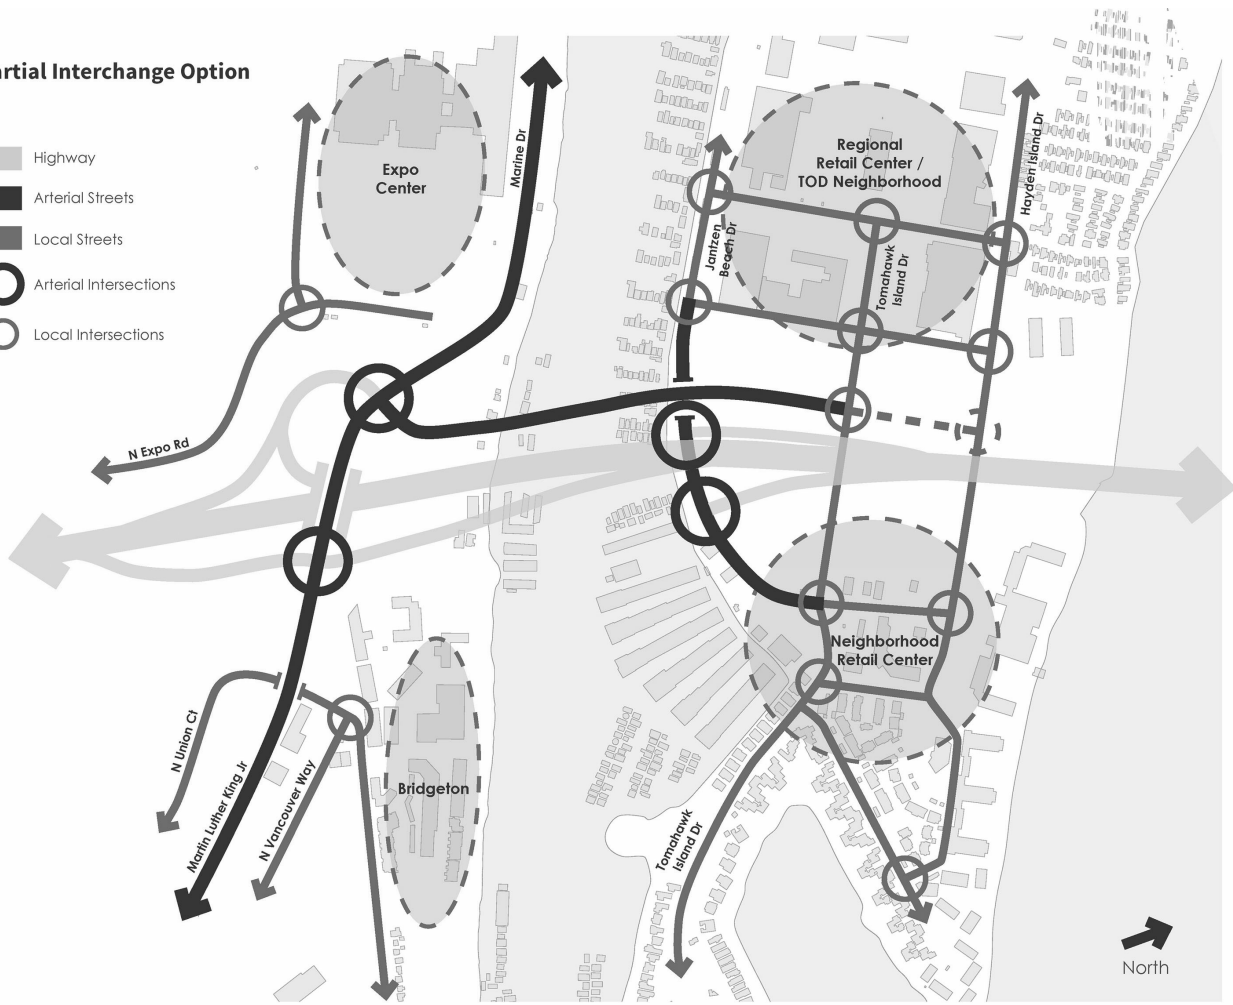 artial Interchange Option
Highway
Arterial Streets
Local Streets
Arterial Intersections
Local Intersections
Expo
Center
Marine Dr
Regional
Retail Center /
TOD Neighborhood
Hayden Island Dr
Jantzen
Beach Dr
Tomahawk
Island Dr
N Expo Rd
Neighborhood
Retail Center
N Union Ct
Martin Luther King Jr
N Vancouver Way
Bridgeton
Tomahawk
Island Dr
North